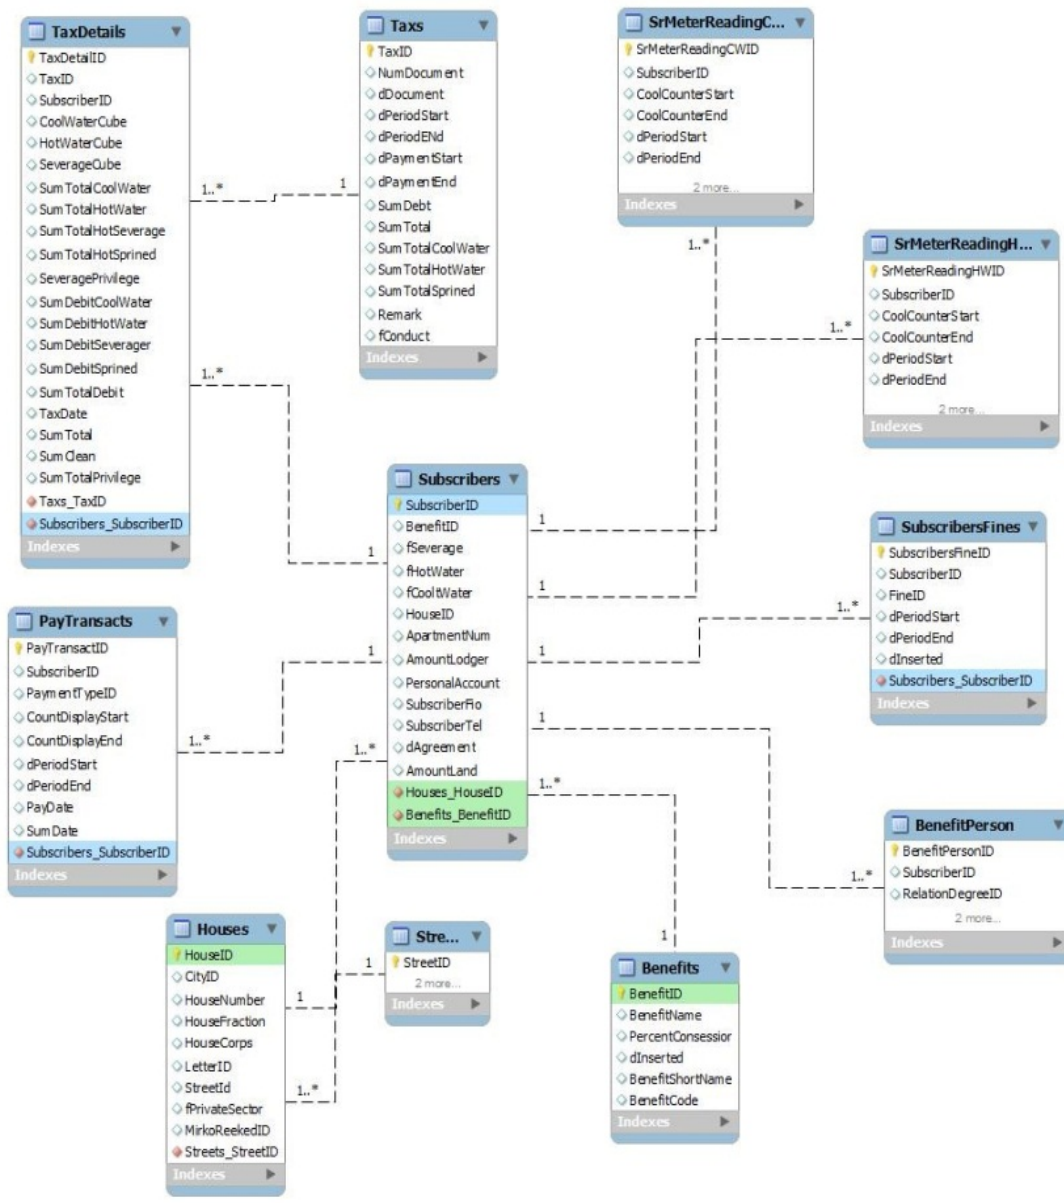 TaxDetails
TaxDetailID
TaxID
SubscriberID
CoolWaterCube
HotWaterCube
SeverageCube
SumTotalCoolWater
SumTotalHotWater
SumTotalHotSeverage
SumTotalHotSprined
SeveragePrivilege
SumDebitCoolWater
SumDebitHotWater
SumDebitSeverager
SumDebitSprined
SumTotalDebit
TaxDate
SumTotal
SumClean
SumTotalPrivilege
Taxs_TaxID
Subscribers_SubscriberID
Indexes
1..*
1
1..*
1
Taxs
TaxID
NumDocument
dDocument
dPeriodStart
dPeriodENd
dPaymentStart
dPaymentEnd
SumDebt
SumTotal
SumTotalCoolWater
SumTotalHotWater
SumTotalSprined
Remark
fConduct
Indexes
SrMeterReadingC...
SrMeterReadingCWID
SubscriberID
CoolCounterStart
CoolCounterEnd
dPeriodStart
dPeriodEnd
2 more...
Indexes
1..*
SrMeterReadingH...
SrMeterReadingHWID
SubscriberID
CoolCounterStart
CoolCounterEnd
dPeriodStart
dPeriodEnd
2 more...
Indexes
1..*
Subscribers
SubscriberID
BenefitID
fSeverage
fHotWater
fCooltWater
HouseID
ApartmentNum
AmountLodger
PersonalAccount
SubscriberFio
SubscriberTel
dAgreement
AmountLand
Houses_HouseID
Benefits_BenefitID
Indexes
1
1
1
1
1..*
1
1..*
SubscribersFines
SubscribersFineID
SubscriberID
FineID
dPeriodStart
dPeriodEnd
dInserted
Subscribers_SubscriberID
Indexes
1..*
PayTransacts
PayTransactID
SubscriberID
PaymentTypeID
CountDisplayStart
CountDisplayEnd
dPeriodStart
dPeriodEnd
PayDate
SumDate
Subscribers_SubscriberID
Indexes
1..*
BenefitPerson
BenefitPersonID
SubscriberID
RelationDegreeID
2 more...
Indexes
1..*
Houses
HouseID
CityID
HouseNumber
HouseFraction
HouseCorps
LetterID
StreetId
fPrivateSector
MirkoReekedID
Streets_StreetID
Indexes
1
1..*
1
Stre...
StreetID
2 more...
Indexes
1
Benefits
BenefitID
BenefitName
PercentConsession
dInserted
BenefitShortName
BenefitCode
Indexes